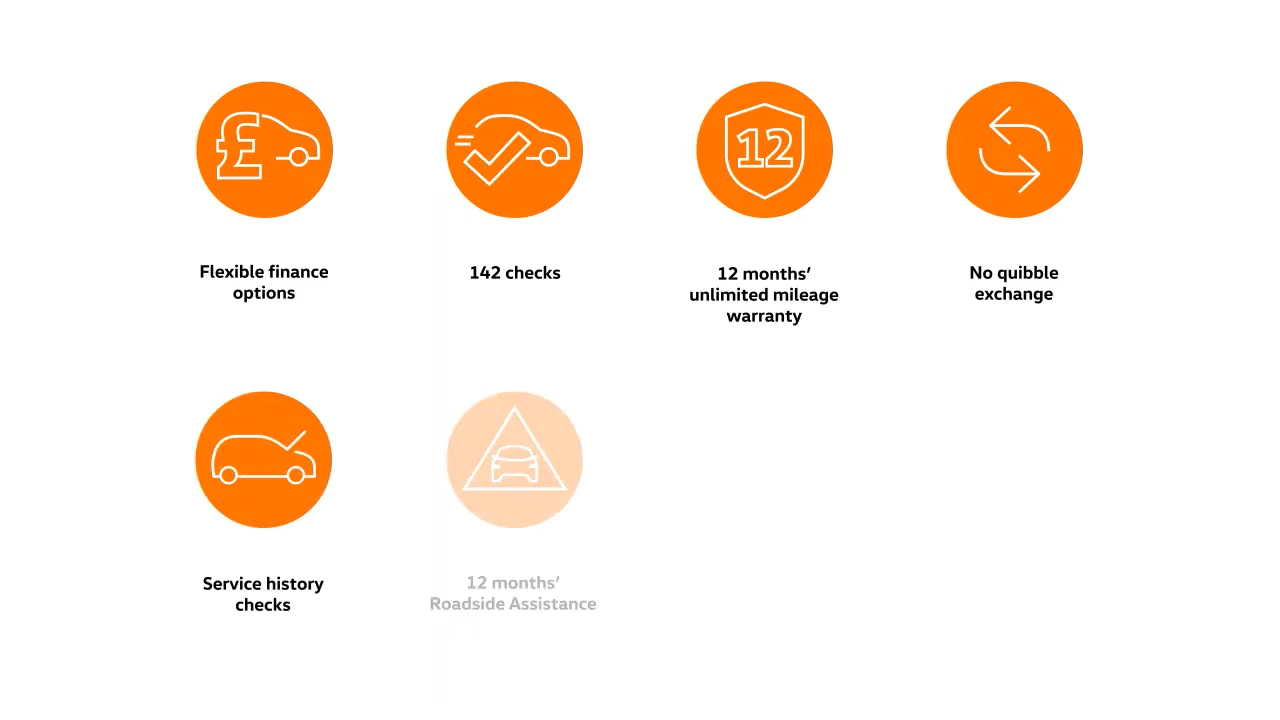 £
12
Flexible finance
options
142 checks
12 months’
unlimited mileage
warranty
No quibble
exchange
Service history
checks
12 months’
Roadside Assistance